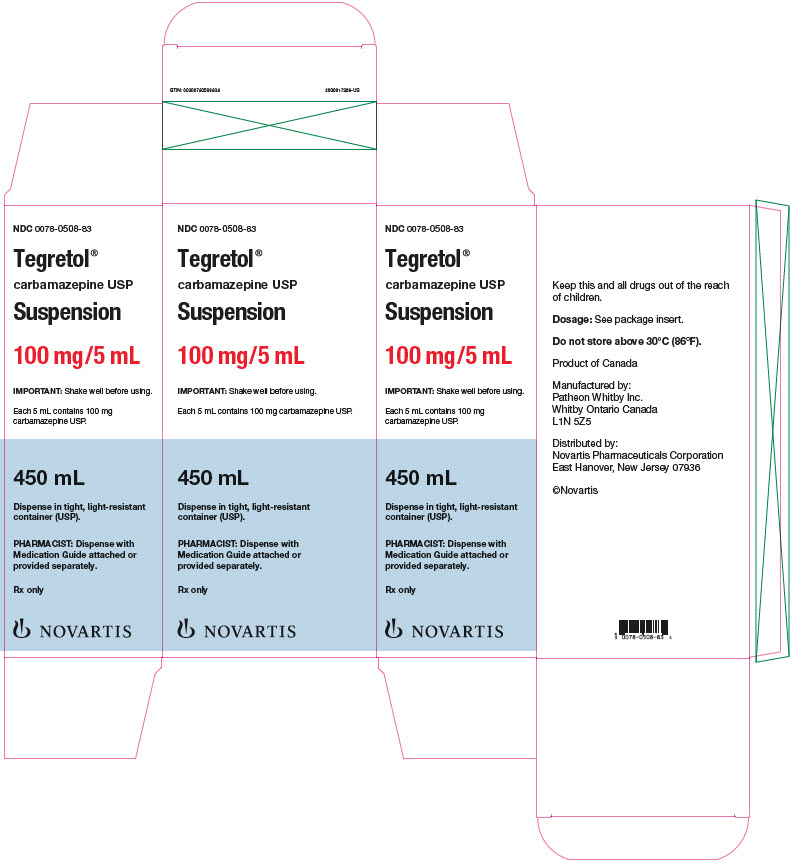 NDC 0078-0508-83
Tegretol®
carbamazepine USP
Suspension
100 mg/5 mL
IMPORTANT: Shake well before using.
Each 5 mL contains 100 mg
carbamazepine USP.
450 mL
Dispense in tight, light-resistant
container (USP).
PHARMACIST: Dispense with
Medication Guide attached or
provided separately.
Rx only
NOVARTIS
NDC 0078-0508-83
Tegretol®
carbamazepine USP
Suspension
100 mg/5 mL
IMPORTANT: Shake well before using.
Each 5 mL contains 100 mg carbamazepine USP.
450 mL
Dispense in tight, light-resistant
container (USP).
PHARMACIST: Dispense with
Medication Guide attached or
provided separately.
Rx only
NOVARTIS
NDC 0078-0508-83
Tegretol®
carbamazepine USP
Suspension
100 mg/5 mL
IMPORTANT: Shake well before using.
Each 5 mL contains 100 mg
carbamazepine USP.
450 mL
Dispense in tight, light-resistant
container (USP).
PHARMACIST: Dispense with
Medication Guide attached or
provided separately.
Rx only
NOVARTIS
Keep this and all drugs out of the reach
of children.
Dosage: See package insert.
Do not store above 30°C (86°F).
Product of Canada
Manufactured by:
Patheon Whitby Inc.
Whitby Ontario Canada
L1N 5Z5
Distributed by:
Novartis Pharmaceuticals Corporation
East Hanover, New Jersey 07936
©Novartis
0078-0508-83